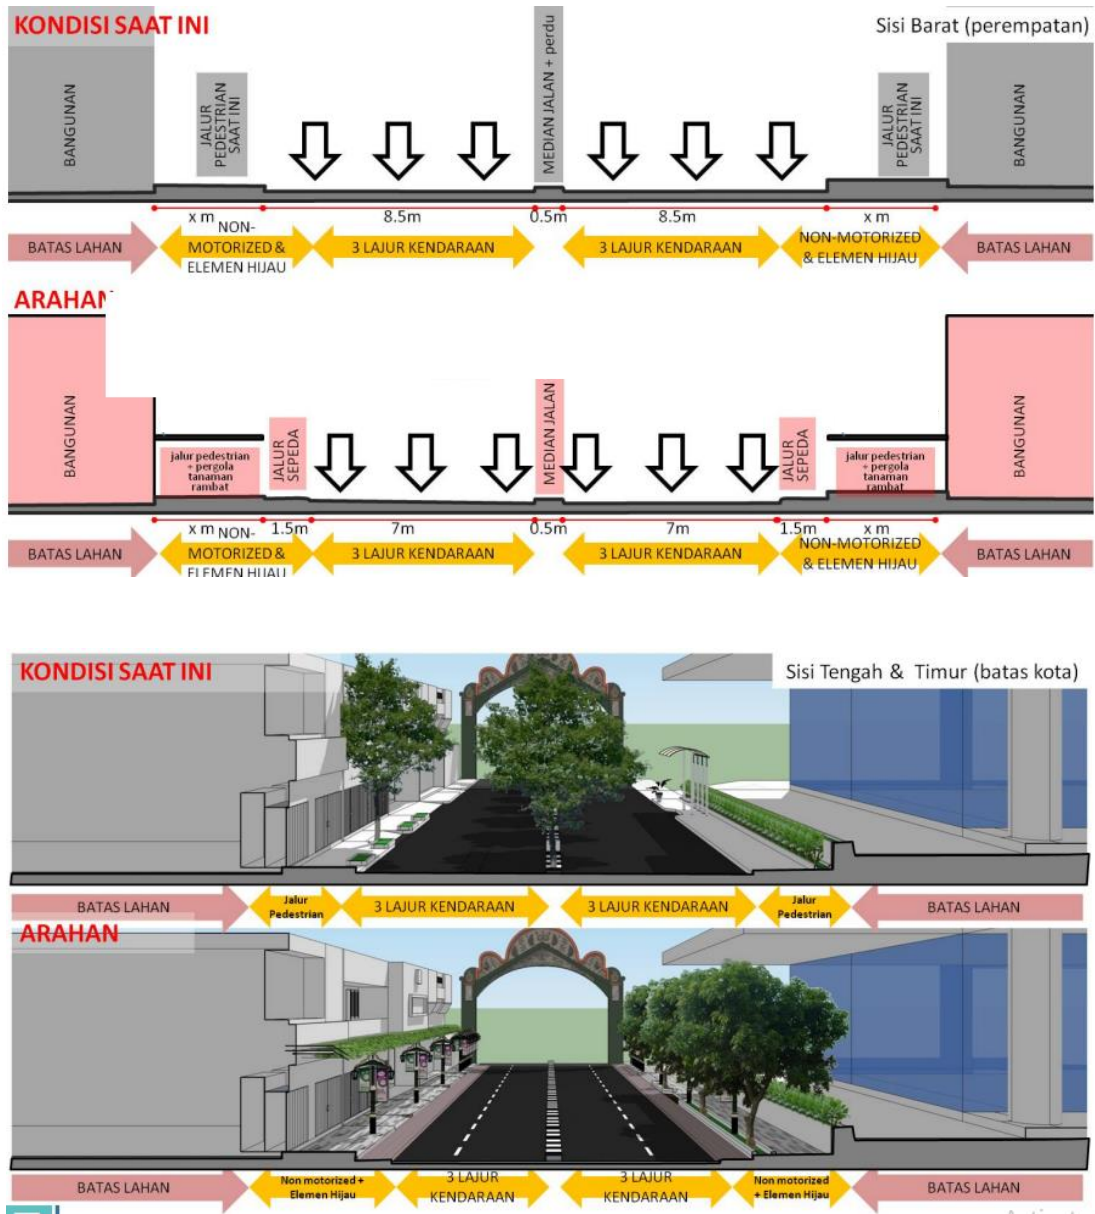 KONDISI SAAT INI
Sisi Barat (perempatan)
BANGUNAN
JALUR
PEDESTRIAN
SAAT INI
MEDIAN JALAN + perdu
JALUR
PEDESTRIAN
SAAT INI
BANGUNAN
x m 8.5m 0.5m 8.5m x m
BATAS LAHAN
NON-
MOTORIZED &
ELEMEN HIJAU
3 LAJUR KENDARAAN
3 LAJUR KENDARAAN
NON-MOTORIZED
& ELEMEN HIJAU
BATAS LAHAN
ARAHAN
BANGUNAN
jalur pedestrian
+ pergola
tanaman
rambat
JALUR
SEPEDA
MEDIAN JALAN
JALUR
SEPEDA
jalur pedestrian
+ pergola
tanaman
rambat
BANGUNAN
x m 1.5m 7m 0.5m 7m 1.5m x m
BATAS LAHAN
NON-
MOTORIZED &
ELEMEN HIJAU
3 LAJUR KENDARAAN
3 LAJUR KENDARAAN
NON-MOTORIZED
& ELEMEN HIJAU
BATAS LAHAN
KONDISI SAAT INI
Sisi Tengah & Timur (batas kota)
BATAS LAHAN
Jalur
Pedestrian
3 LAJUR KENDARAAN
3 LAJUR KENDARAAN
Jalur
Pedestrian
BATAS LAHAN
ARAHAN
BATAS LAHAN
Non motorized +
Elemen Hijau
3 LAJUR
KENDARAAN
3 LAJUR
KENDARAAN
Non motorized
+ Elemen Hijau
BATAS LAHAN